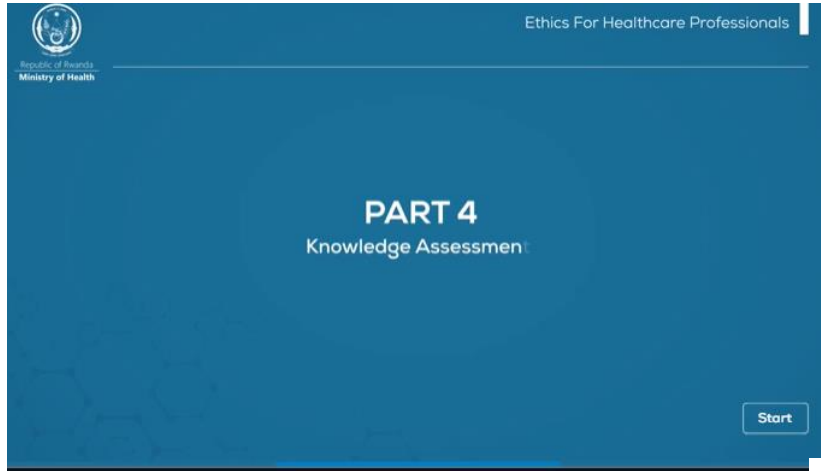 Ethics For Healthcare Professionals
Republic of Rwanda
Ministry of Health
PART 4
Knowledge Assessment
Start